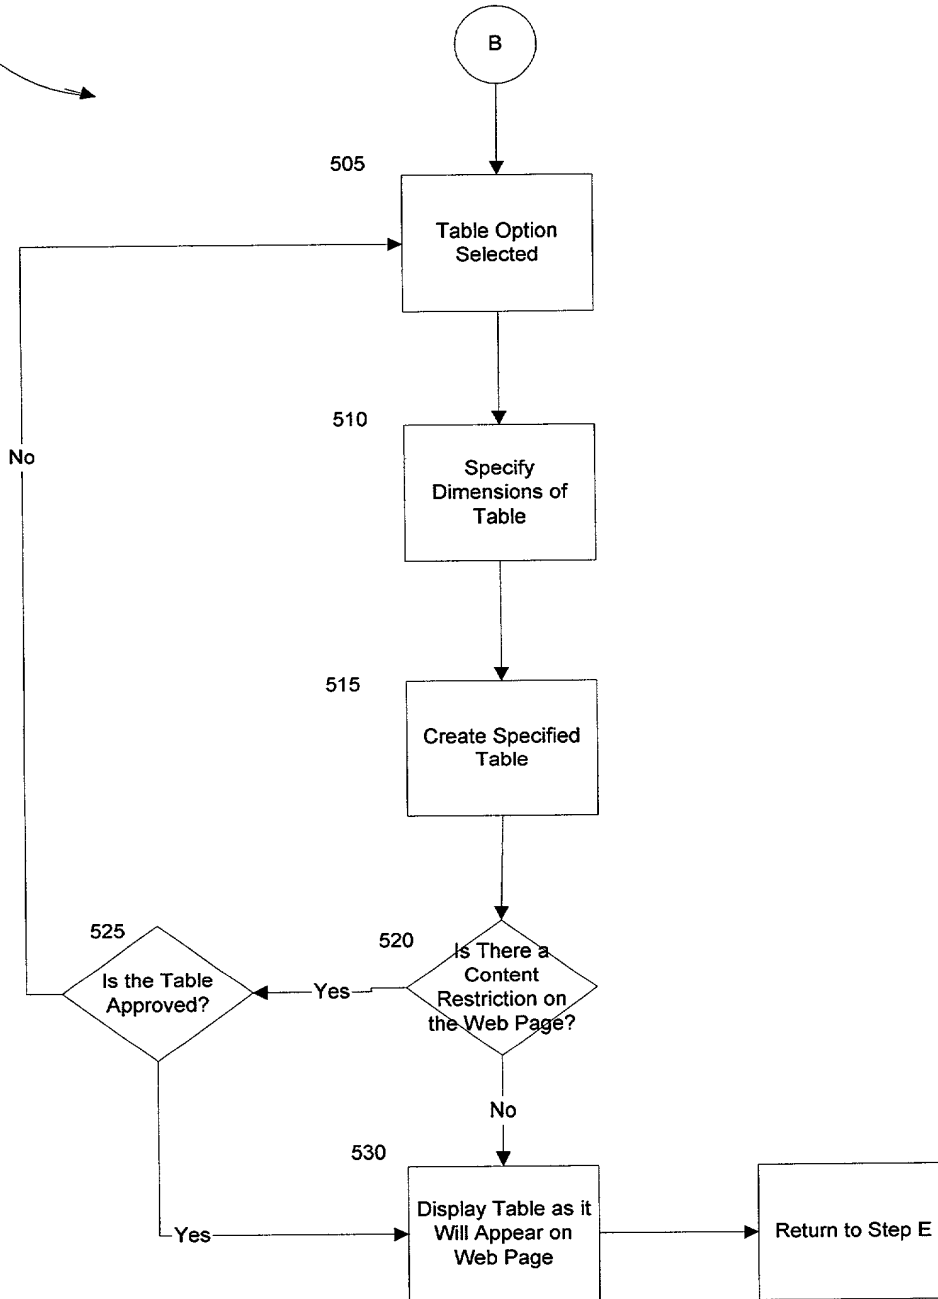 B
505
Table Option
Selected
510
No
Specify
Dimensions of
Table
515
Create Specified
Table
525
520
Is There a
Content
Restriction on
the Web Page?
Is the Table
Approved?
Yes
No
530
Display Table as it
Will Appear on
Web Page
Yes
Return to Step E